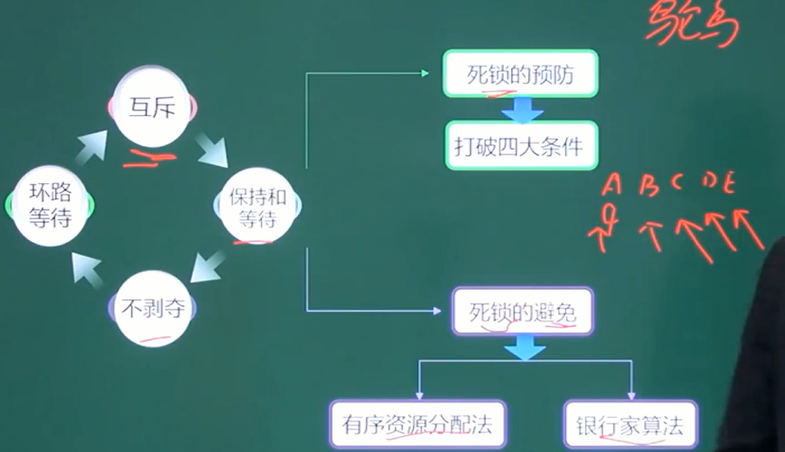 鸵鸟
互斥
死锁的预防
打破四大条件
环路
等待
保持和
等待
A B C D E
不剥夺
死锁的避免
有序资源分配法
银行家算法